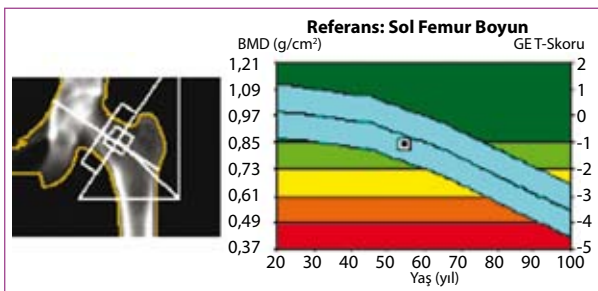 Referans: Sol Femur Boyun
BMD (g/cm²) GE T-Skoru
1,21 2
1,09 1
0,97 0
0,85 -1
0,73 -2
0,61 -3
0,49 -4
0,37 -5
20 30 40 50 60 70 80 90 100
Yaş (yıl)